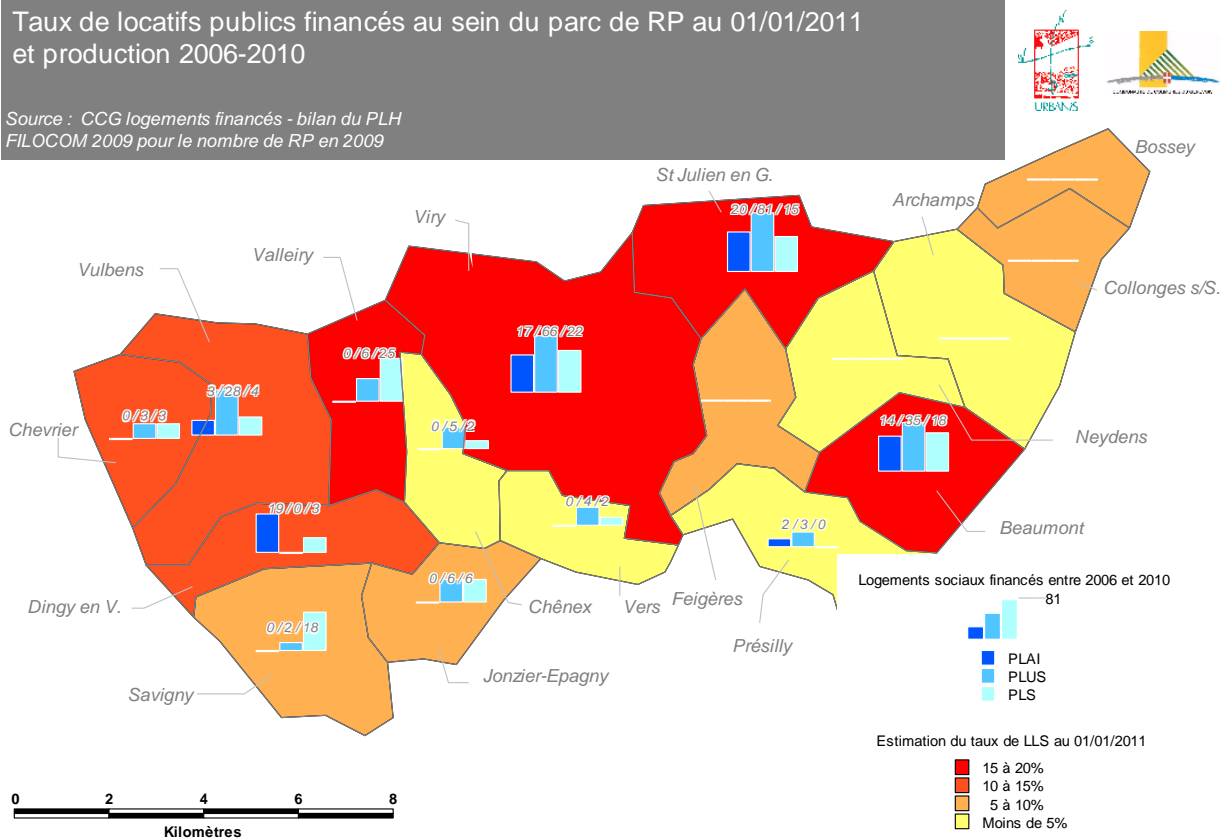 Taux de locatifs publics financés au sein du parc de RP au 01/01/2011
et production 2006-2010
Source : CCG logements financés - bilan du PLH
FILOCOM 2009 pour le nombre de RP en 2009
URBANIS
COMMUNAUTE DE COMMUNES DU GENEVOIS
Bossey
St Julien en G.
Archamps
20 / 81 / 15
Viry
Valleiry
Vulbens
Collonges s/S.
17 / 66 / 22
0 / 6 / 25
3 / 28 / 4
0 / 3 / 3
Chevrier
0 / 5 / 2
14 / 35 / 18
Neydens
19 / 0 / 3
0 / 4 / 2
2 / 3 / 0
Beaumont
0 / 6 / 6
Dingy en V.
Chênex
Vers
Feigères
0 / 2 / 18
Présilly
Jonzier-Epagny
Savigny
Logements sociaux financés entre 2006 et 2010
81
PLAI
PLUS
PLS
Estimation du taux de LLS au 01/01/2011
15 à 20%
10 à 15%
5 à 10%
Moins de 5%
0 2 4 6 8
Kilomètres